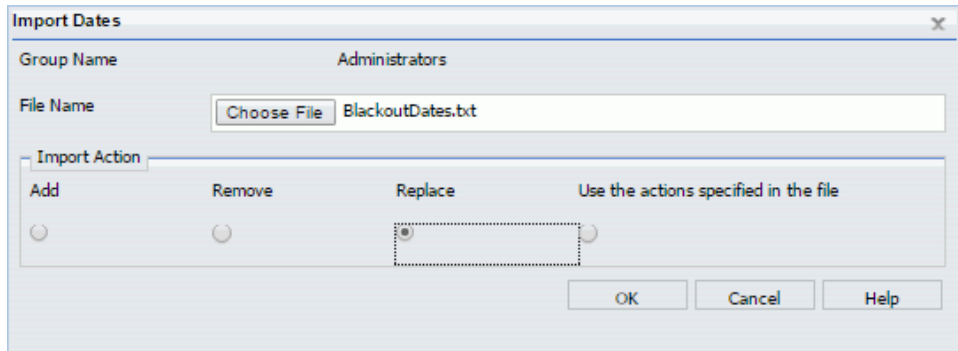 Import Dates
Group Name Administrators
File Name Choose File BlackoutDates.txt
Import Action
Add Remove Replace Use the actions specified in the file
OK Cancel Help